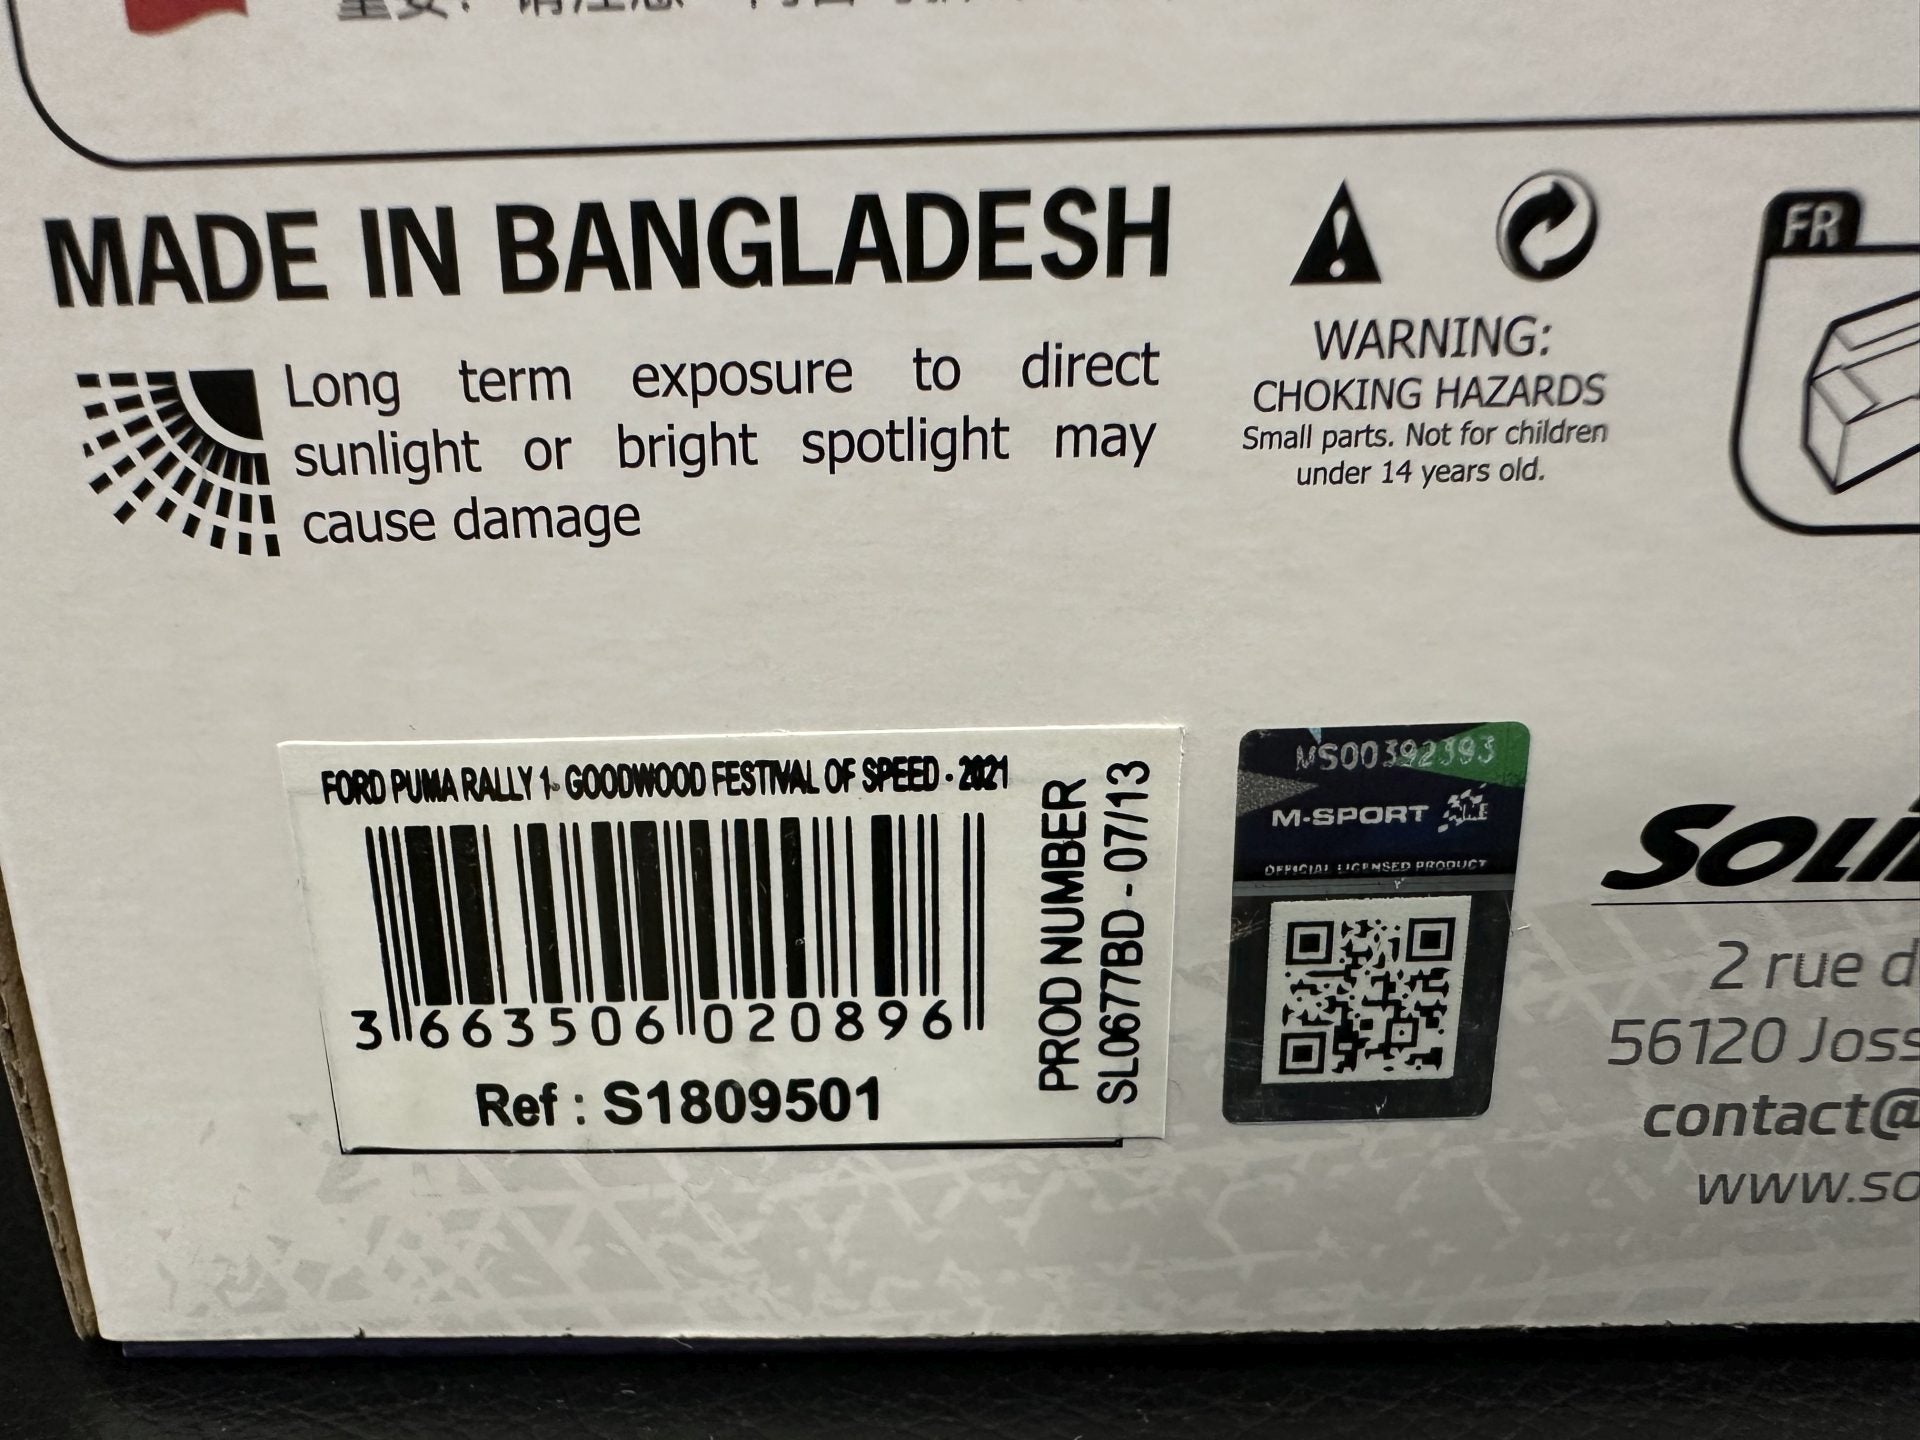 MADE IN BANGLADESH
Long term exposure to direct
sunlight or bright spotlight may
cause damage
WARNING:
CHOKING HAZARDS
Small parts. Not for children
under 14 years old.
FR
FORD PUMA RALLY 1- GOODWOOD FESTIVAL OF SPEED - 2021
3 663506 020896
Ref : S1809501
PROD NUMBER
SL0677BD - 07/13
MS00392393
M-SPORT
OFFICIAL LICENSED PRODUCT
SOLI
2 rue d
56120 Joss
contact@
www.so